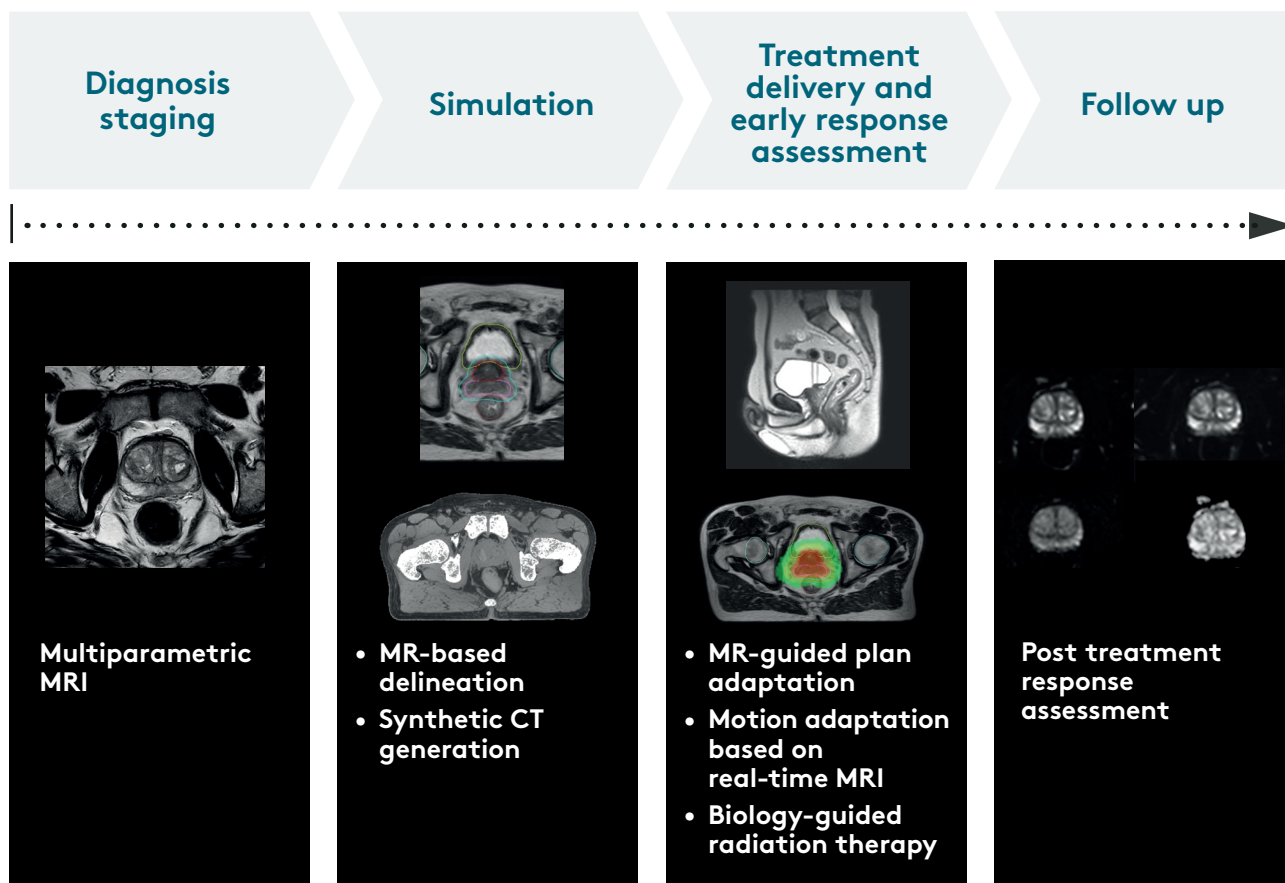 Diagnosis
staging
Simulation
Treatment
delivery and
early response
assessment
Follow up
Multiparametric
MRI
• MR-based
delineation
• Synthetic CT
generation
• MR-guided plan
adaptation
• Motion adaptation
based on
real-time MRI
• Biology-guided
radiation therapy
Post treatment
response
assessment